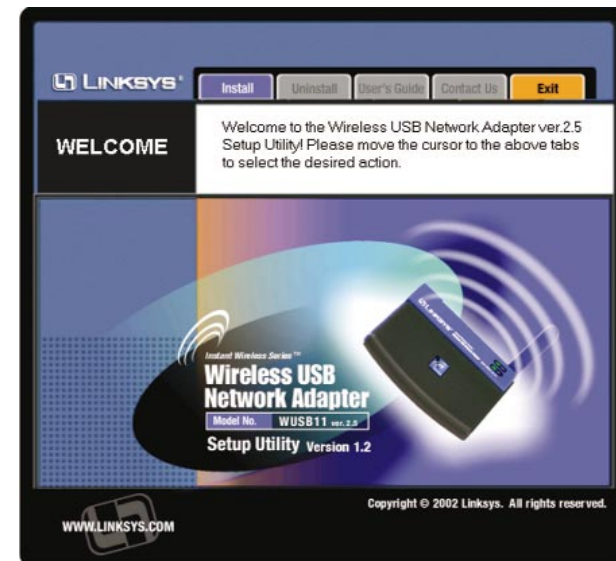 LINKSYS®
Install Uninstall User's Guide Contact Us Exit
WELCOME
Welcome to the Wireless USB Network Adapter ver.2.5
Setup Utility! Please move the cursor to the above tabs
to select the desired action.
LINKSYS
Instant Wireless Series™
Wireless USB
Network Adapter
Model No. WUSB11 ver. 2.5
Setup Utility Version 1.2
Copyright © 2002 Linksys. All rights reserved.
WWW.LINKSYS.COM